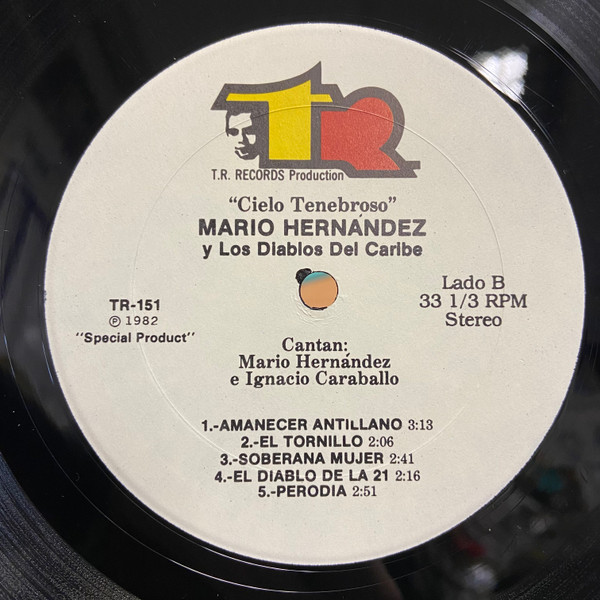 TR
T.R. RECORDS Production
"Cielo Tenebroso"
MARIO HERNÁNDEZ
y Los Diablos Del Caribe
TR-151
℗ 1982
"Special Product"
Lado B
33 1/3 RPM
Stereo
Cantan:
Mario Hernández
e Ignacio Caraballo
1.-AMANECER ANTILLANO 3:13
2.-EL TORNILLO 2:06
3.-SOBERANA MUJER 2:41
4.-EL DIABLO DE LA 21 2:16
5.-PERODIA 2:51